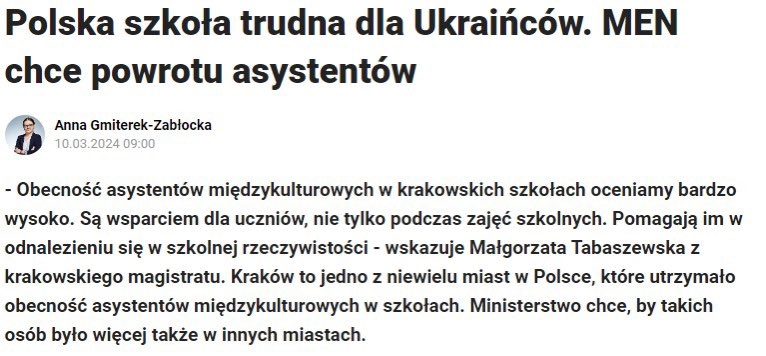 Polska szkoła trudna dla Ukraińców. MEN
chce powrotu asystentów
Anna Gmiterek-Zabłocka
10.03.2024 09:00
- Obecność asystentów międzykulturowych w krakowskich szkołach oceniamy bardzo
wysoko. Są wsparciem dla uczniów, nie tylko podczas zajęć szkolnych. Pomagają im w
odnalezieniu się w szkolnej rzeczywistości - wskazuje Małgorzata Tabaszewska z
krakowskiego magistratu. Kraków to jedno z niewielu miast w Polsce, które utrzymało
obecność asystentów międzykulturowych w szkołach. Ministerstwo chce, by takich
osób było więcej także w innych miastach.